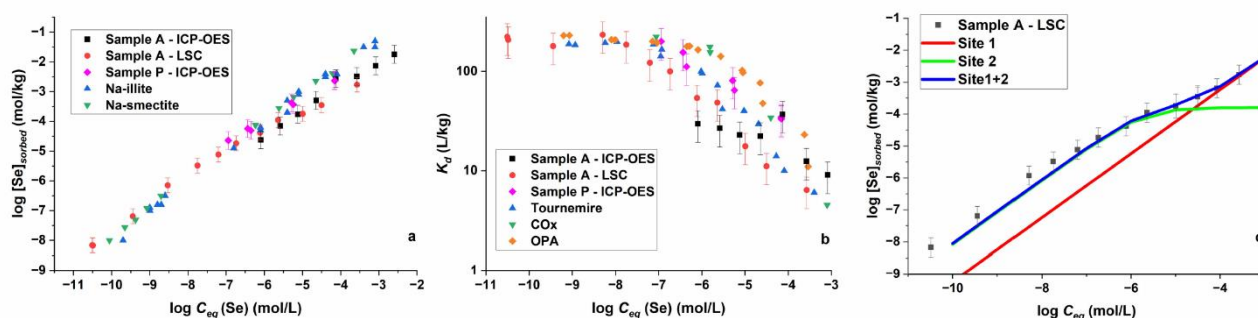 Sample A - ICP-OES
Sample A - LSC
Sample P - ICP-OES
Na-illite
Na-smectite
log [Se]sorbed (mol/kg)
−1
−2
−3
−4
−5
−6
−7
−8
−9
a
−11 −10 −9 −8 −7 −6 −5 −4 −3 −2
log Ceq (Se) (mol/L)
Kd (L/kg)
100
10
Sample A - ICP-OES
Sample A - LSC
Sample P - ICP-OES
Tournemire
COx
OPA
b
−11 −10 −9 −8 −7 −6 −5 −4 −3
log Ceq (Se) (mol/L)
Sample A - LSC
Site 1
Site 2
Site1+2
log [Se]sorbed (mol/kg)
−1
−2
−3
−4
−5
−6
−7
−8
−9
−10 −8 −6 −4
log Ceq (mol/L)